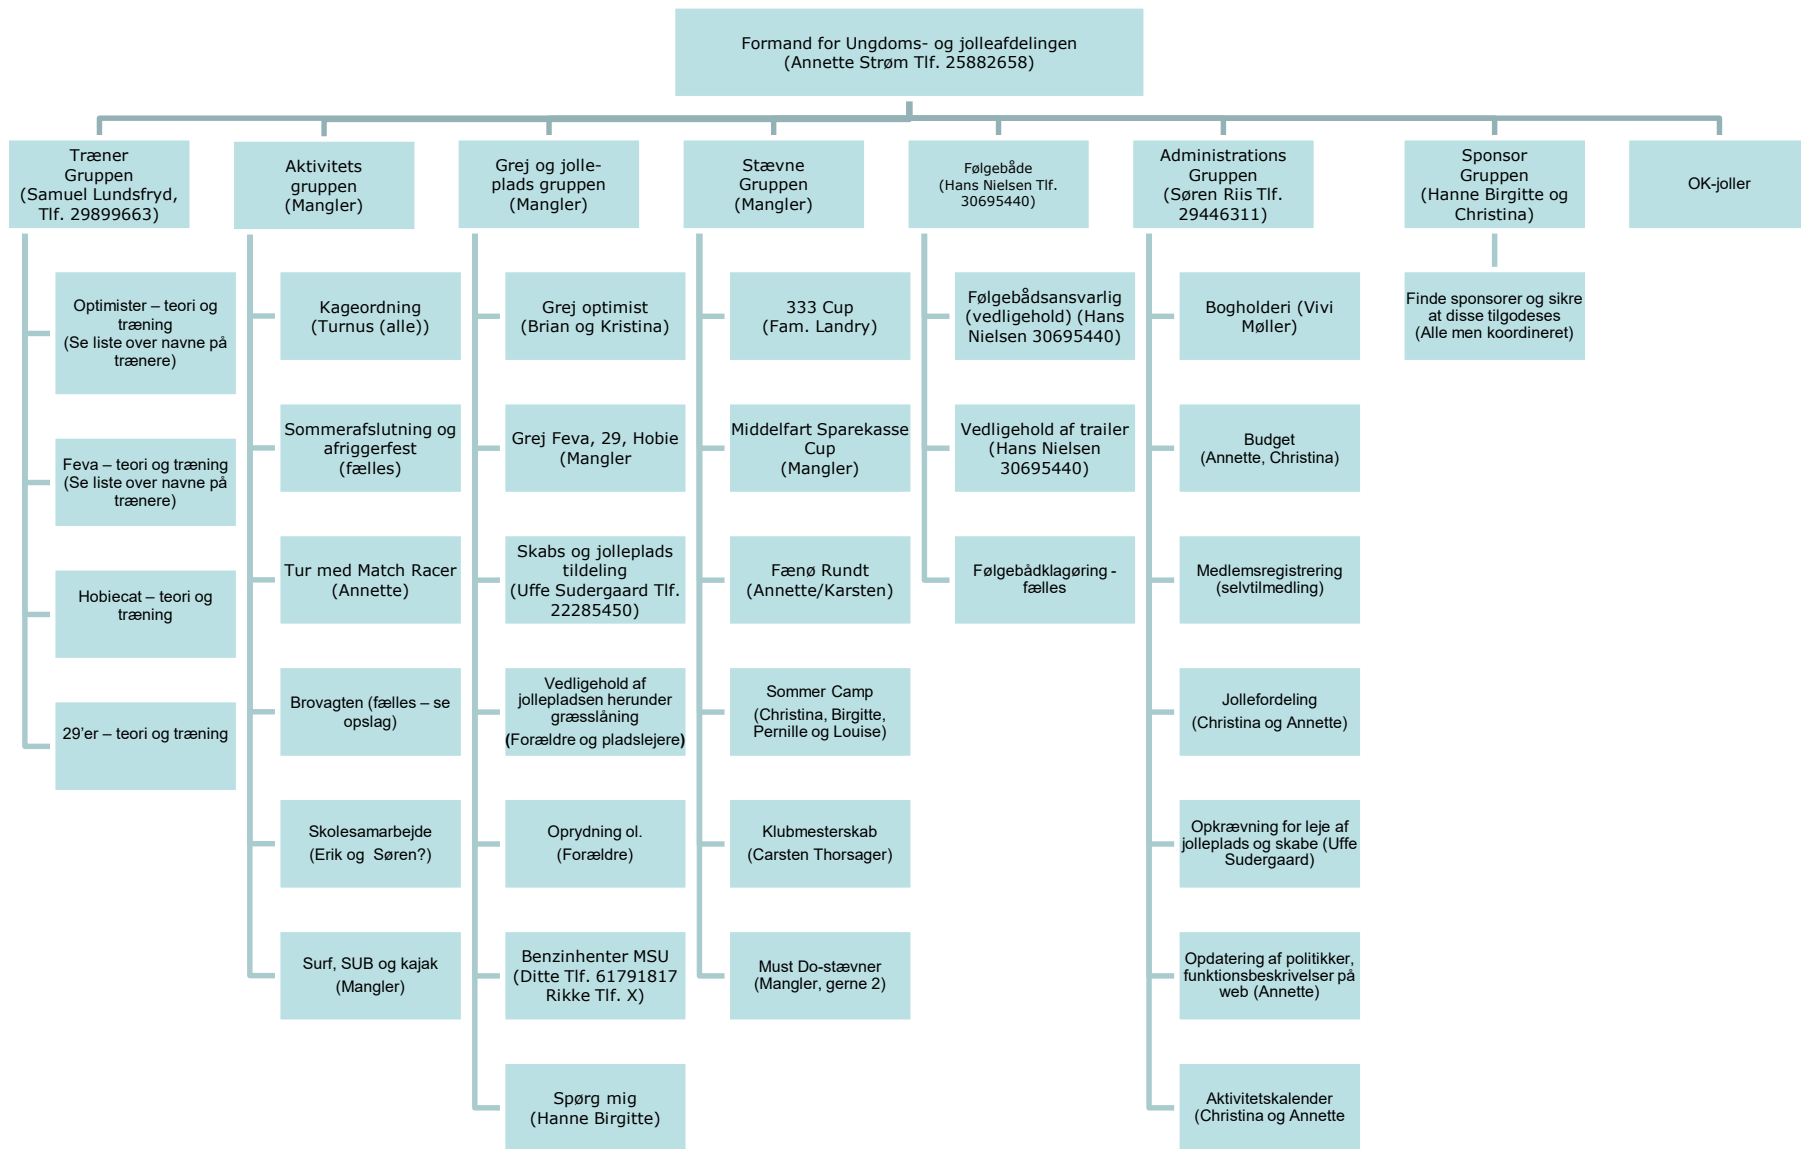 Formand for Ungdoms- og jolleafdelingen
(Annette Strøm Tlf. 25882658)
Træner
Gruppen
(Samuel Lundsfryd,
Tlf. 29899663)
Optimister – teori og
træning
(Se liste over navne på
trænere)
Feva – teori og træning
(Se liste over navne på
trænere)
Hobiecat – teori og
træning
29’er – teori og træning
Aktivitets
gruppen
(Mangler)
Kageordning
(Turnus (alle))
Sommerafslutning og
afriggerfest
(fælles)
Tur med Match Racer
(Annette)
Brovagten (fælles – se
opslag)
Skolesamarbejde
(Erik og Søren?)
Surf, SUB og kajak
(Mangler)
Grej og jolle-
plads gruppen
(Mangler)
Grej optimist
(Brian og Kristina)
Grej Feva, 29, Hobie
(Mangler
Skabs og jolleplads
tildeling
(Uffe Sudergaard Tlf.
22285450)
Vedligehold af
jollepladsen herunder
græsslåning
(Forældre og pladslejere)
Oprydning ol.
(Forældre)
Benzinhenter MSU
(Ditte Tlf. 61791817
Rikke Tlf. X)
Spørg mig
(Hanne Birgitte)
Stævne
Gruppen
(Mangler)
333 Cup
(Fam. Landry)
Middelfart Sparekasse
Cup
(Mangler)
Fænø Rundt
(Annette/Karsten)
Sommer Camp
(Christina, Birgitte,
Pernille og Louise)
Klubmesterskab
(Carsten Thorsager)
Must Do-stævner
(Mangler, gerne 2)
Følgebåde
(Hans Nielsen Tlf.
30695440)
Følgebådsansvarlig
(vedligehold) (Hans
Nielsen 30695440)
Vedligehold af trailer
(Hans Nielsen
30695440)
Følgebådklagøring -
fælles
Administrations
Gruppen
(Søren Riis Tlf.
29446311)
Bogholderi (Vivi
Møller)
Budget
(Annette, Christina)
Medlemsregistrering
(selvtilmedling)
Jollefordeling
(Christina og Annette)
Opkrævning for leje af
jolleplads og skabe (Uffe
Sudergaard)
Opdatering af politikker,
funktionsbeskrivelser på
web (Annette)
Aktivitetskalender
(Christina og Annette
Sponsor
Gruppen
(Hanne Birgitte og
Christina)
Finde sponsorer og sikre
at disse tilgodeses
(Alle men koordineret)
OK-joller